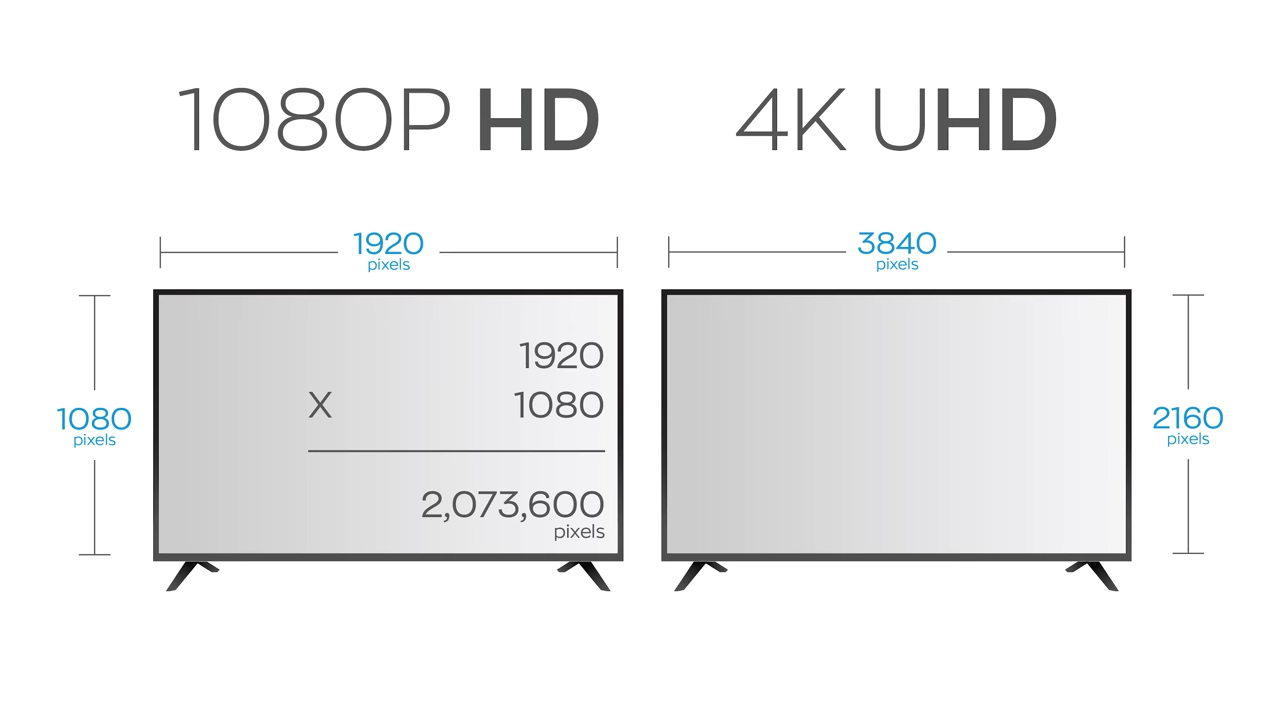 1080P HD
4K UHD
1920
pixels
3840
pixels
1080
pixels
1920
X 1080
2,073,600
pixels
2160
pixels